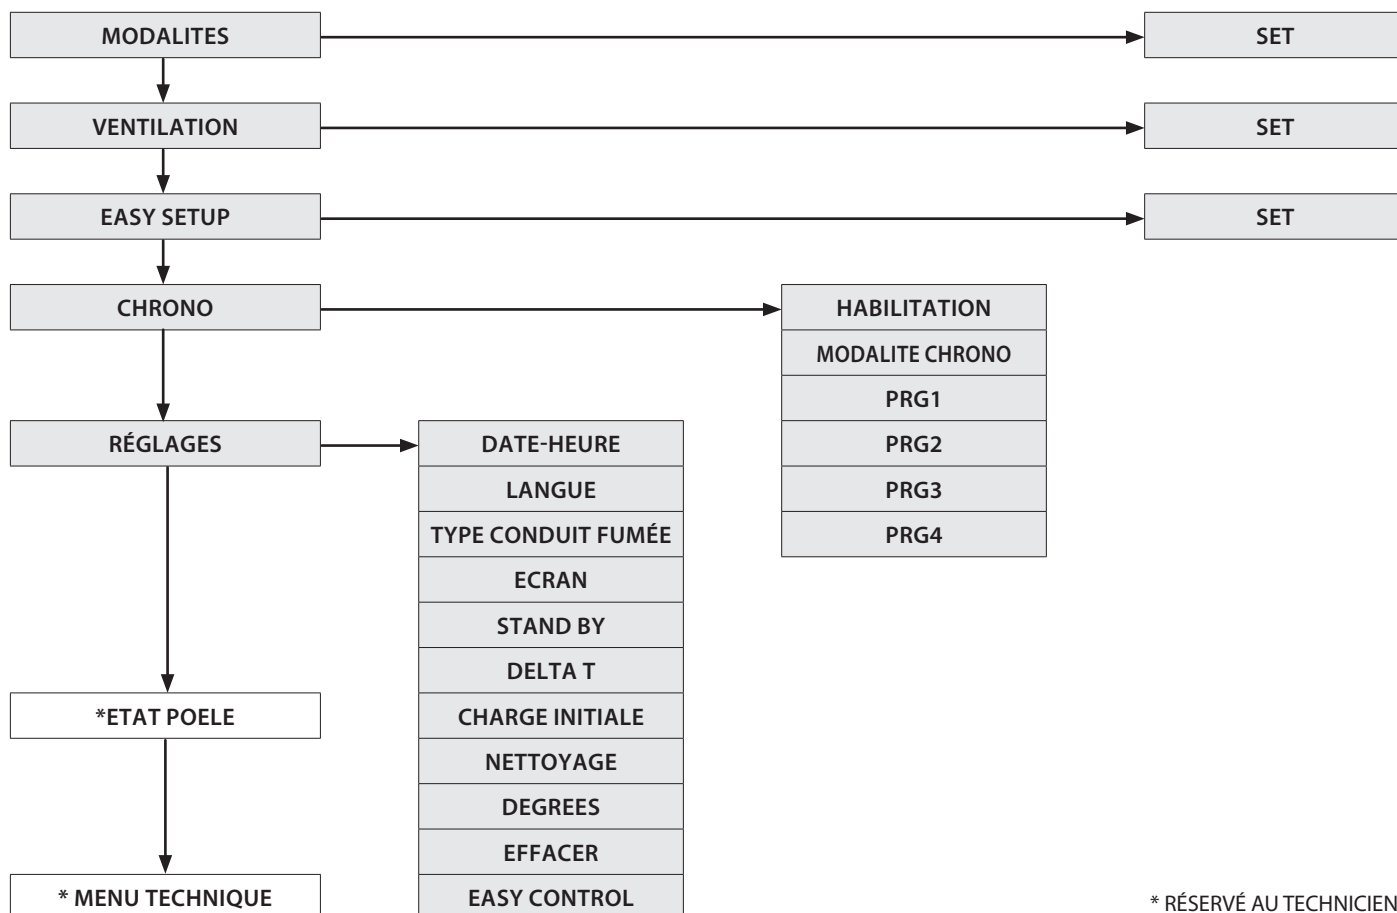 MODALITES
SET
VENTILATION
SET
EASY SETUP
SET
CHRONO
HABILITATION
MODALITE CHRONO
PRG1
PRG2
PRG3
PRG4
RÉGLAGES
DATE-HEURE
LANGUE
TYPE CONDUIT FUMÉE
ECRAN
STAND BY
DELTA T
CHARGE INITIALE
NETTOYAGE
DEGREES
EFFACER
EASY CONTROL
*ETAT POELE
* MENU TECHNIQUE
* RÉSERVÉ AU TECHNICIEN